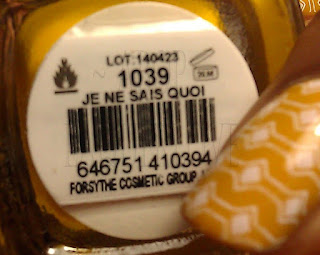 LOT:140423
1039
JE NE SAIS QUOI
646751 410394
FORSYTHE COSMETIC GROUP